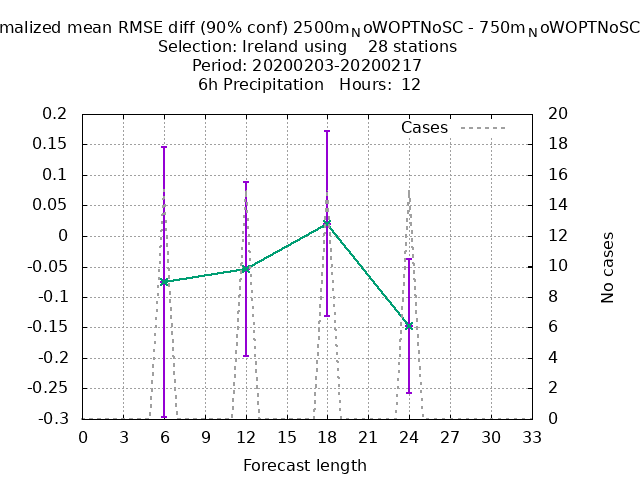 malized mean RMSE diff (90% conf) 2500m_NoWOPTNoSC - 750m_NoWOPTNoSC
Selection: Ireland using 28 stations
Period: 20200203-20200217
6h Precipitation Hours: 12
Cases
0.2
0.15
0.1
0.05
0
-0.05
-0.1
-0.15
-0.2
-0.25
-0.3
20
18
16
14
12
10
8
6
4
2
0
No cases
0 3 6 9 12 15 18 21 24 27 30 33
Forecast length